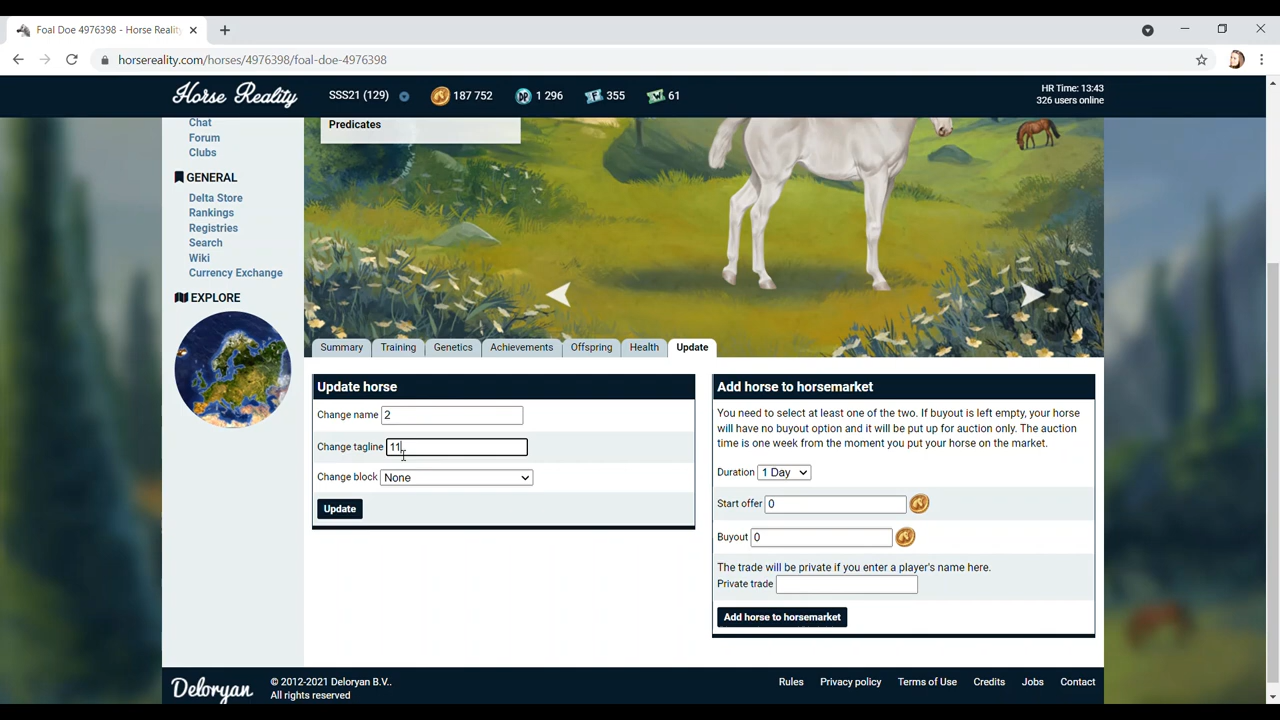 Foal Doe 4976398 - Horse Realit
horsereality.com/horses/4976398/foal-doe-4976398
Horse Reality
SSS21 (129)
187 752
DP 1 296
F 355
W 61
HR Time: 13:43
326 users online
Chat
Forum
Clubs
GENERAL
Delta Store
Rankings
Registries
Search
Wiki
Currency Exchange
EXPLORE
Predicates
Summary
Training
Genetics
Achievements
Offspring
Health
Update
Update horse
Change name 2
Change tagline 11
Change block None
Update
Add horse to horsemarket
You need to select at least one of the two. If buyout is left empty, your horse
will have no buyout option and it will be put up for auction only. The auction
time is one week from the moment you put your horse on the market.
Duration 1 Day
Start offer 0
Buyout 0
The trade will be private if you enter a player's name here.
Private trade
Add horse to horsemarket
Deloryan
© 2012-2021 Deloryan B.V..
All rights reserved
Rules
Privacy policy
Terms of Use
Credits
Jobs
Contact